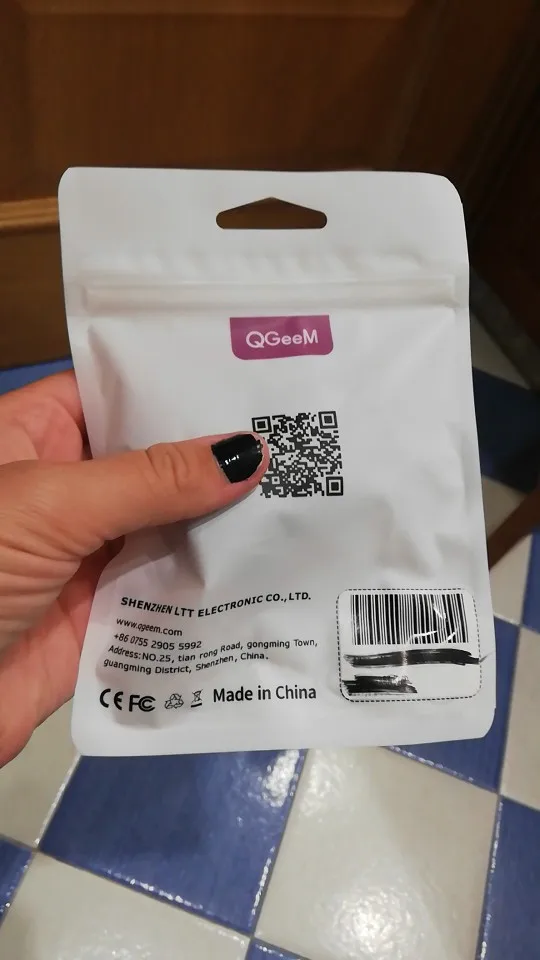 QGeeM
SHENZHEN LTT ELECTRONIC CO.,LTD.
www.qgeem.com
+86 0755 2905 5992
Address:NO.25, tian rong Road, gongming Town,
guangming District, Shenzhen, China.
CE FC Made in China